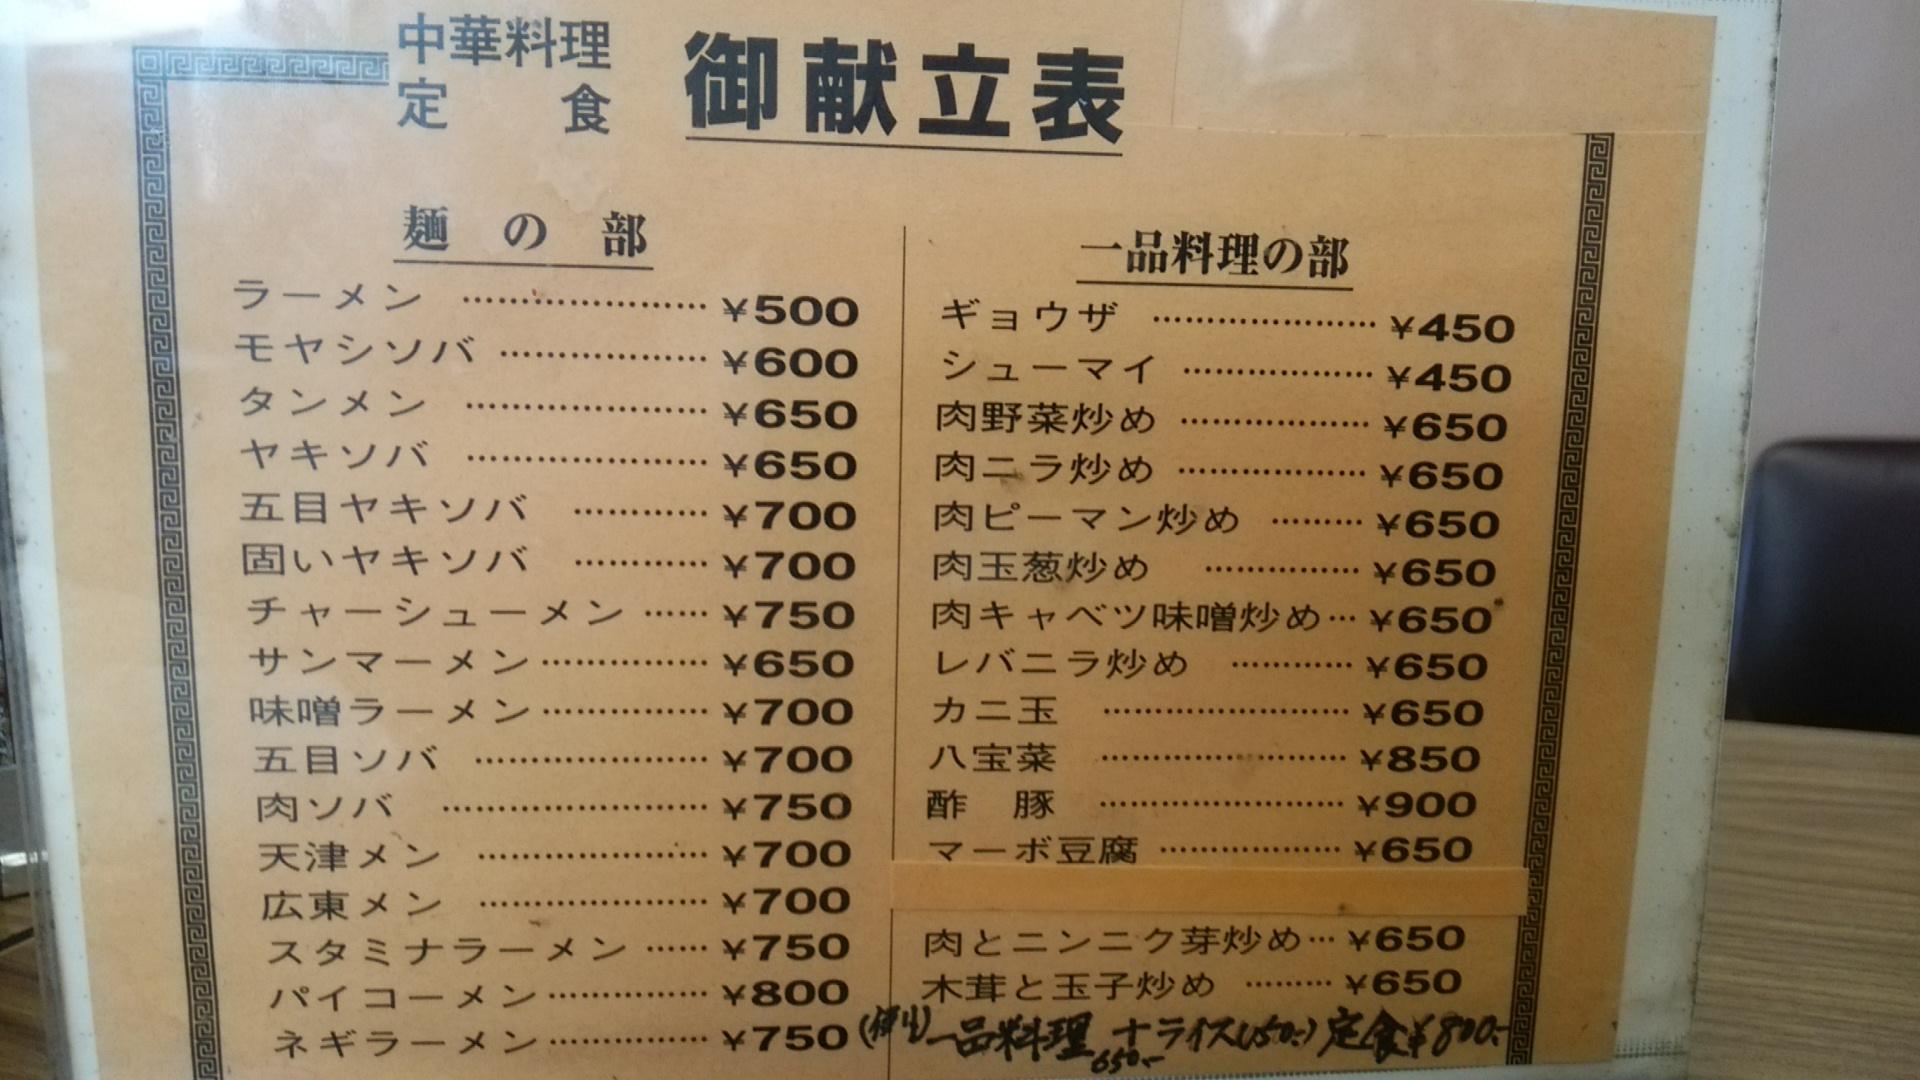 中華料理
定食
御献立表
麺の部
ラーメン ………………… ¥500
モヤシソバ ……………… ¥600
タンメン ………………… ¥650
ヤキソバ ………………… ¥650
五目ヤキソバ ………… ¥700
固いヤキソバ ………… ¥700
チャーシューメン …… ¥750
サンマーメン ………… ¥650
味噌ラーメン ………… ¥700
五目ソバ ……………… ¥700
肉ソバ ………………… ¥750
天津メン ……………… ¥700
広東メン ……………… ¥700
スタミナラーメン …… ¥750
パイコーメン ………… ¥800
ネギラーメン ………… ¥750
一品料理の部
ギョウザ ……………… ¥450
シューマイ …………… ¥450
肉野菜炒め …………… ¥650
肉ニラ炒め …………… ¥650
肉ピーマン炒め ……… ¥650
肉玉葱炒め …………… ¥650
肉キャベツ味噌炒め… ¥650
レバニラ炒め ………… ¥650
カニ玉 ………………… ¥650
八宝菜 ………………… ¥850
酢豚 …………………… ¥900
マーボ豆腐 …………… ¥650
肉とニンニク芽炒め… ¥650
木茸と玉子炒め ……… ¥650
一品料理 + ライス(150.-) 定食¥800.-
650.-